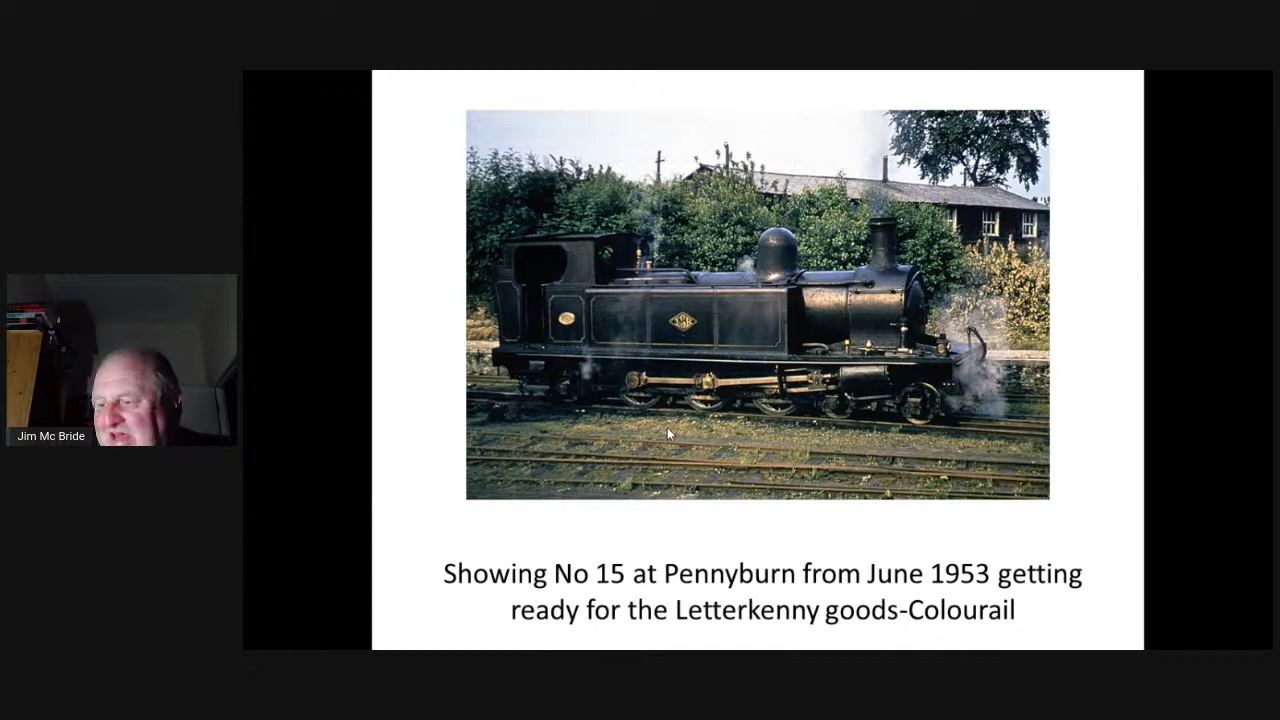 Jim Mc Bride
Showing No 15 at Pennyburn from June 1953 getting
ready for the Letterkenny goods-Colourail